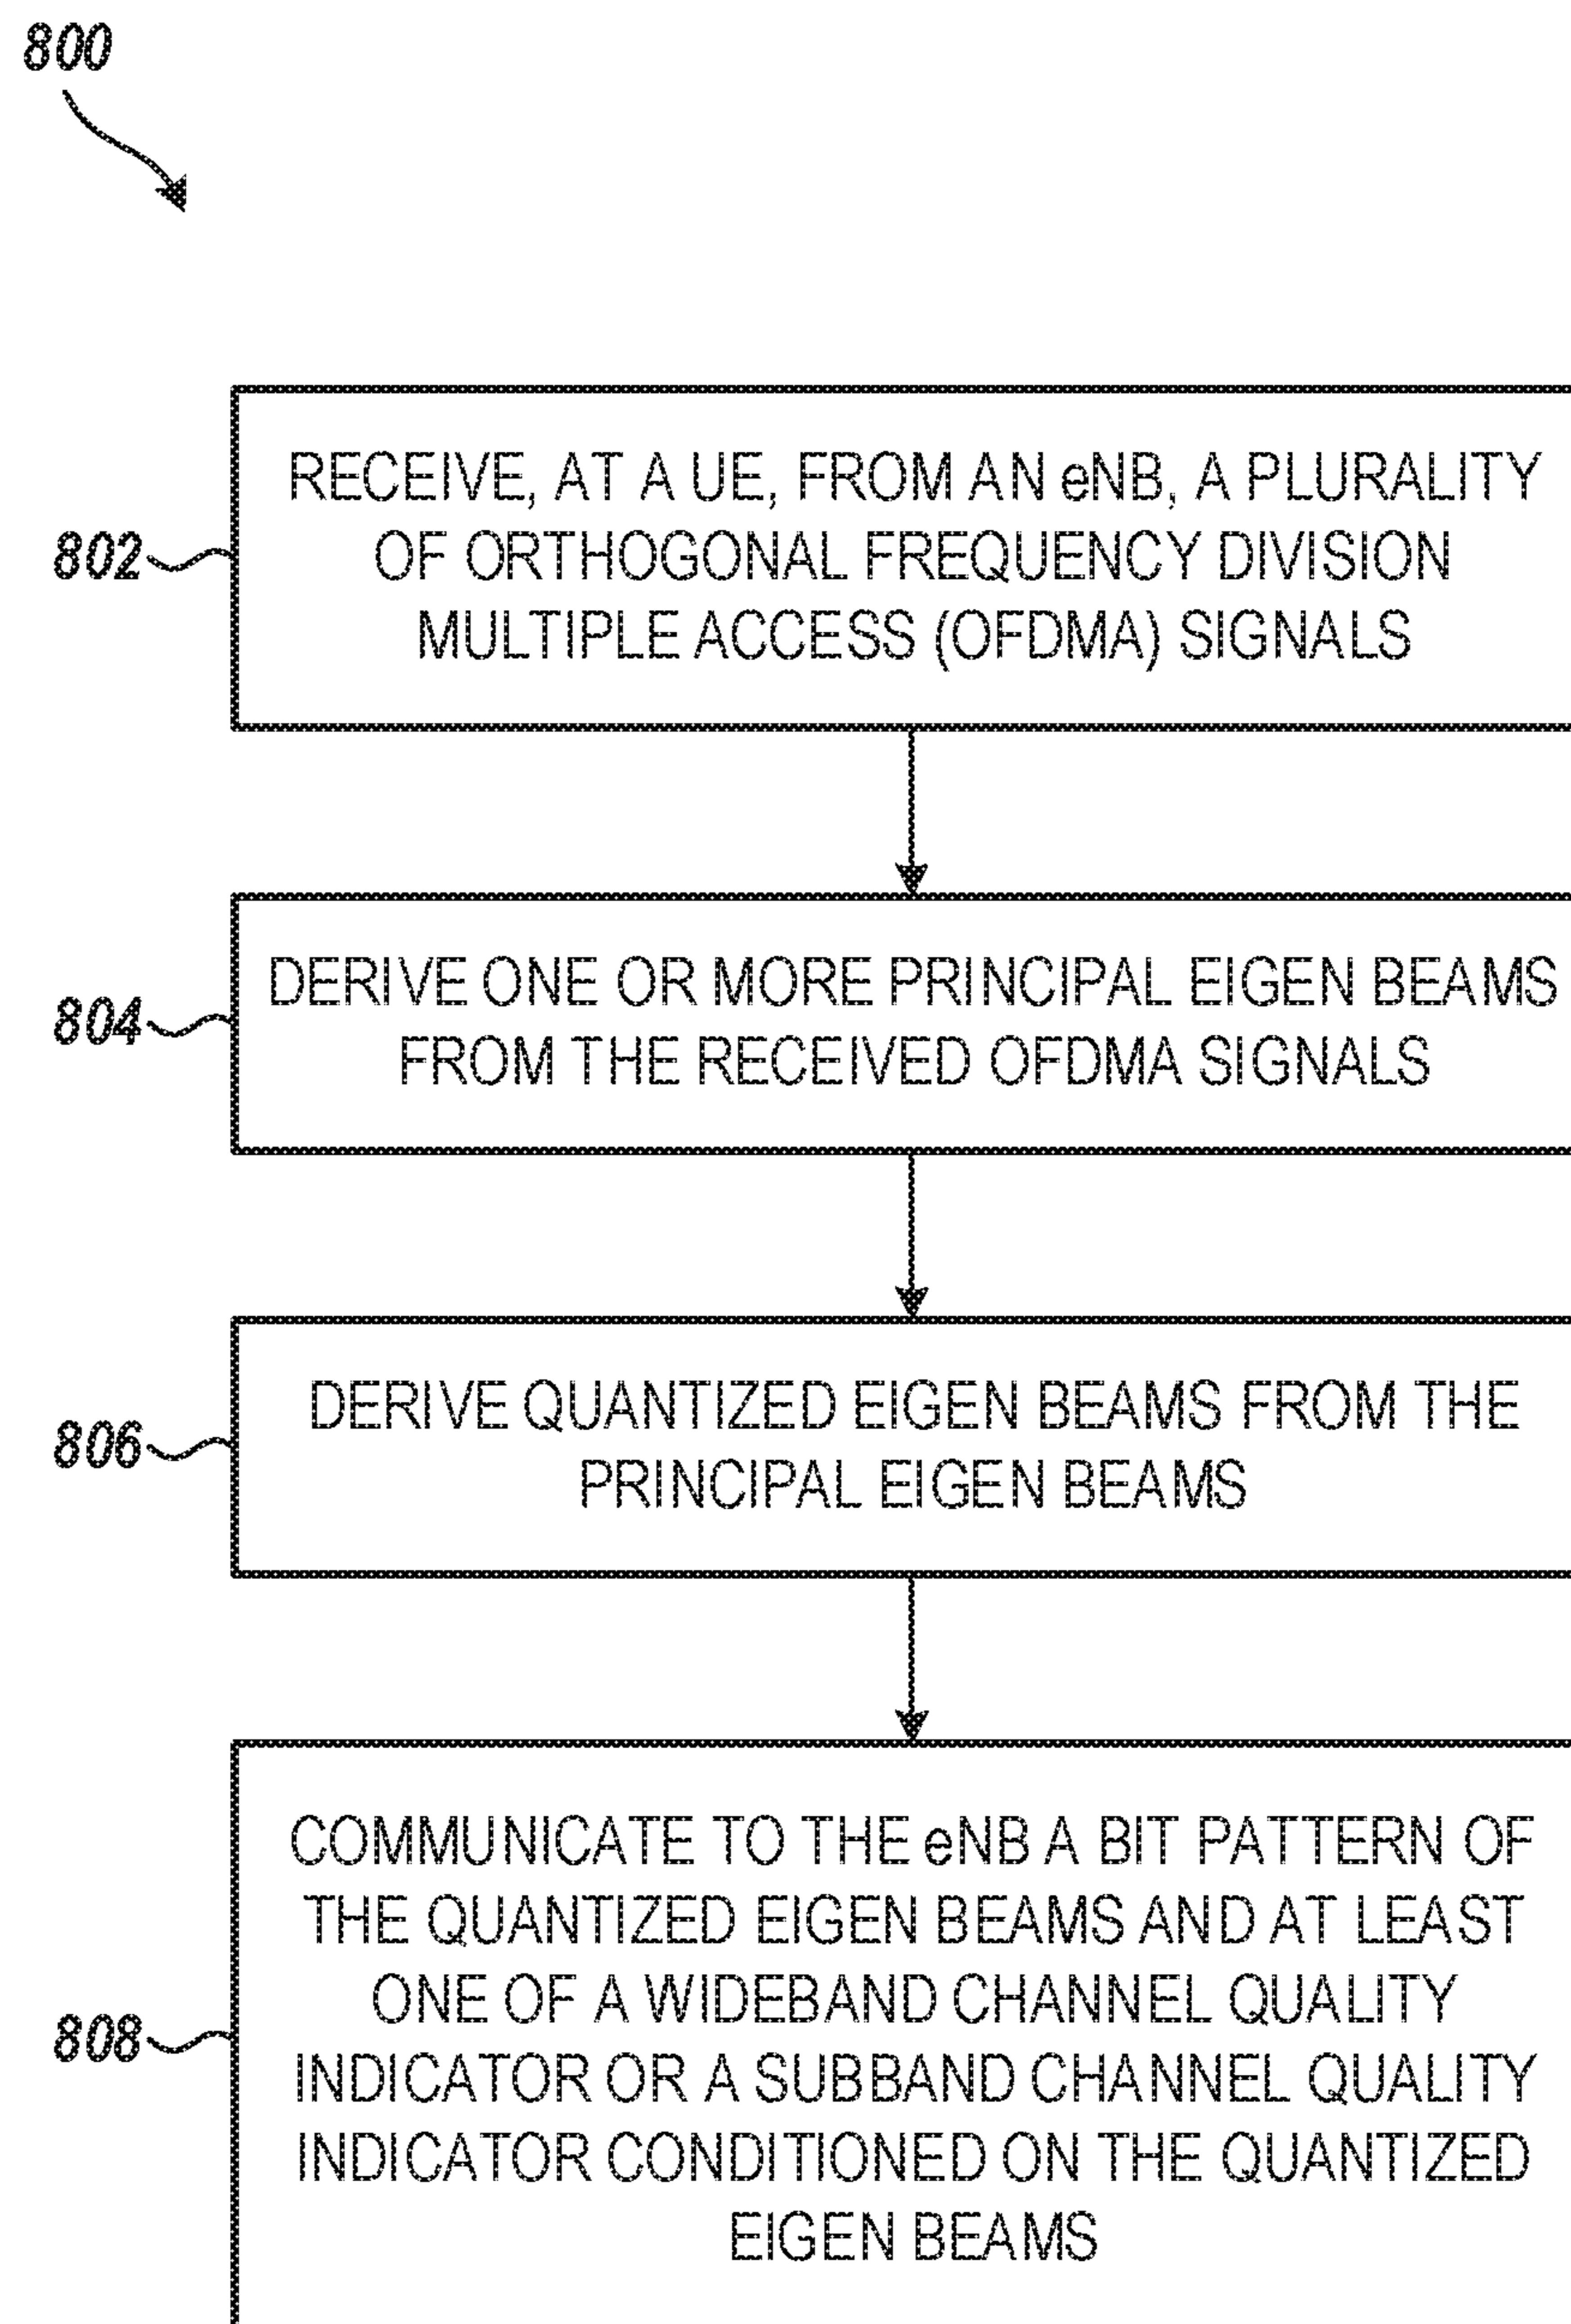 800
802
RECEIVE, AT A UE, FROM AN eNB, A PLURALITY
OF ORTHOGONAL FREQUENCY DIVISION
MULTIPLE ACCESS (OFDMA) SIGNALS
804
DERIVE ONE OR MORE PRINCIPAL EIGEN BEAMS
FROM THE RECEIVED OFDMA SIGNALS
806
DERIVE QUANTIZED EIGEN BEAMS FROM THE
PRINCIPAL EIGEN BEAMS
808
COMMUNICATE TO THE eNB A BIT PATTERN OF
THE QUANTIZED EIGEN BEAMS AND AT LEAST
ONE OF A WIDEBAND CHANNEL QUALITY
INDICATOR OR A SUBBAND CHANNEL QUALITY
INDICATOR CONDITIONED ON THE QUANTIZED
EIGEN BEAMS